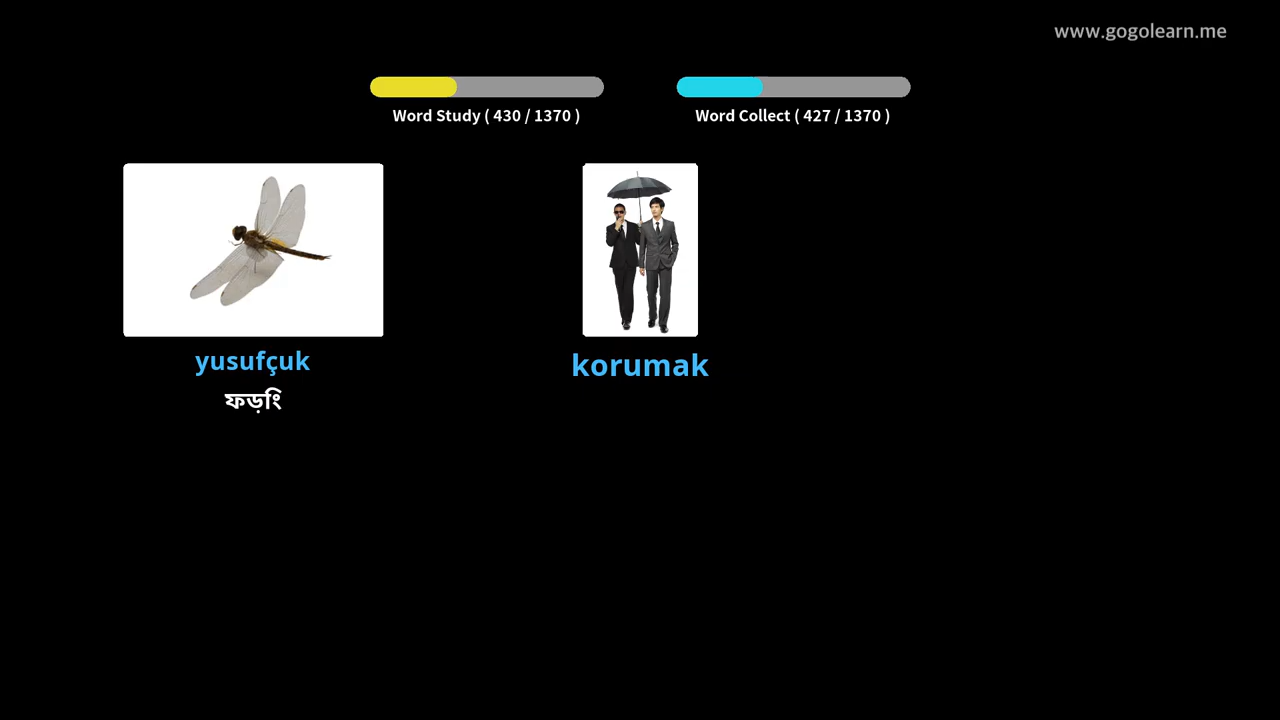 www.gogolearn.me
Word Study ( 430 / 1370 )
Word Collect ( 427 / 1370 )
yusufçuk
ফড়িং
korumak